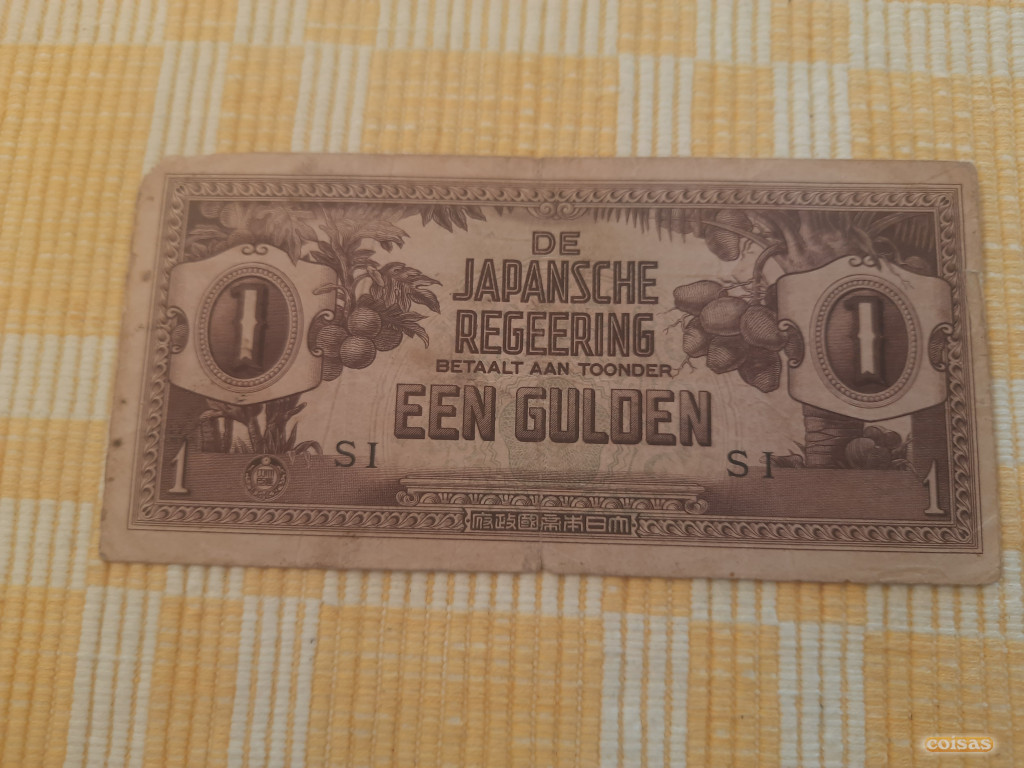 DE
JAPANSCHE
REGEERING
BETAALT AAN TOONDER
EEN GULDEN
1 1
SI SI
1 1
府政國帝本日大
coisas